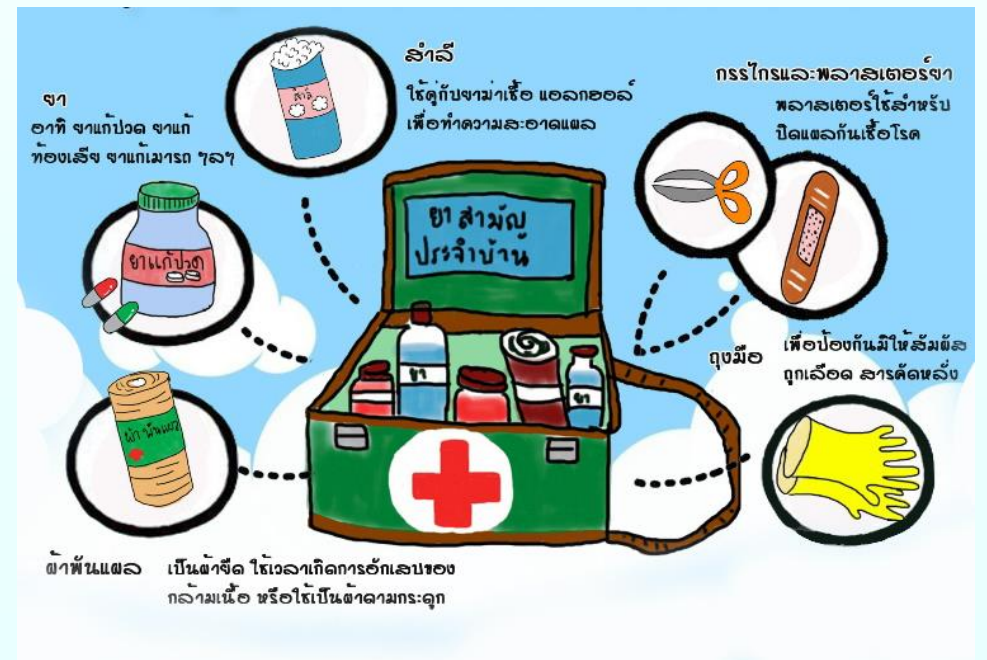 สำลี
ใช้คู่กับยาฆ่าเชื้อ แอลกอฮอล์
เพื่อทำความสะอาดแผล
สำลี
กรรไกรและพลาสเตอร์ยา
พลาสเตอร์ใช้สำหรับ
ปิดแผลกันเชื้อโรค
ยา
อาทิ ยาแก้ปวด ยาแก้
ท้องเสีย ยาแก้เมารถ ฯลฯ
ยาแก้ปวด
ยาสามัญ
ประจำบ้าน
ยา
ยา
ถุงมือ
เพื่อป้องกันมิให้สัมผัส
ถูกเลือด สารคัดหลั่ง
ผ้าพันแผล
ผ้าพันแผล
เป็นผ้ายืด ใช้เวลาเกิดการอักเสบของ
กล้ามเนื้อ หรือใช้เป็นผ้าดามกระดูก